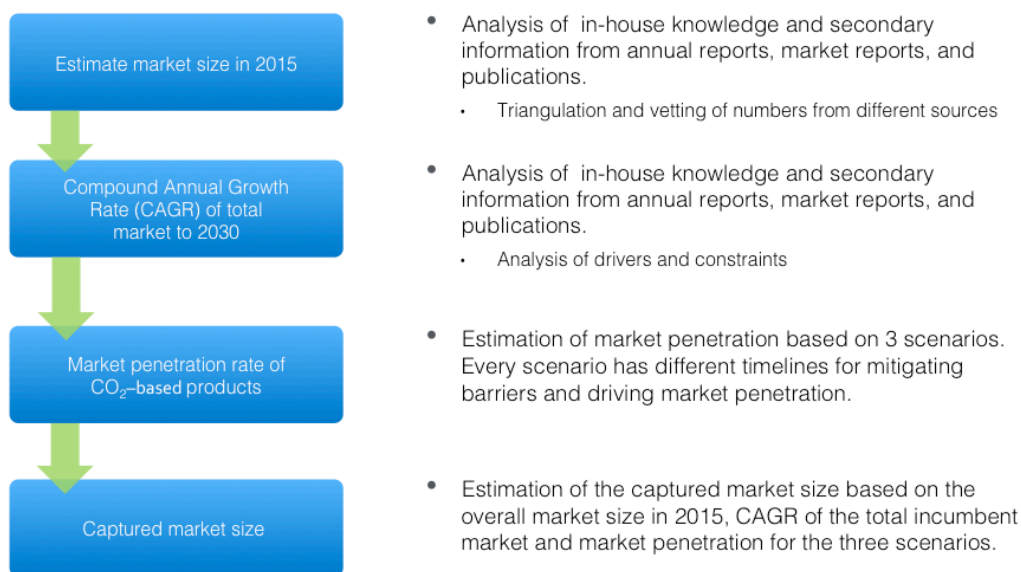 Estimate market size in 2015
• Analysis of in-house knowledge and secondary
information from annual reports, market reports, and
publications.
• Triangulation and vetting of numbers from different sources
Compound Annual Growth
Rate (CAGR) of total
market to 2030
• Analysis of in-house knowledge and secondary
information from annual reports, market reports, and
publications.
• Analysis of drivers and constraints
Market penetration rate of
CO₂–based products
• Estimation of market penetration based on 3 scenarios.
Every scenario has different timelines for mitigating
barriers and driving market penetration.
Captured market size
• Estimation of the captured market size based on the
overall market size in 2015, CAGR of the total incumbent
market and market penetration for the three scenarios.